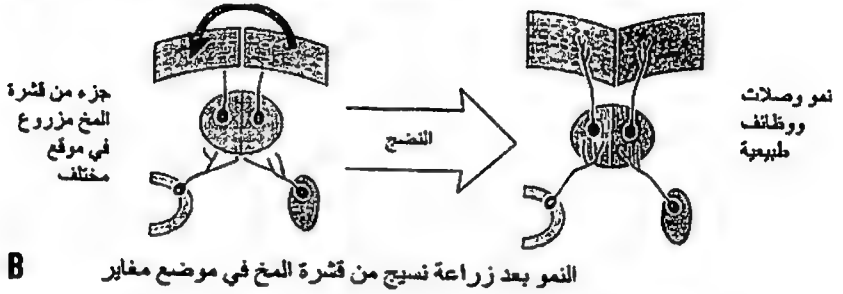 جزء من قشرة
المخ مزروع
في موقع
مختلف
النضج
نمو وصلات
ووظائف
طبيعية
B
النمو بعد زراعة نسيج من قشرة المخ في موضع مغاير